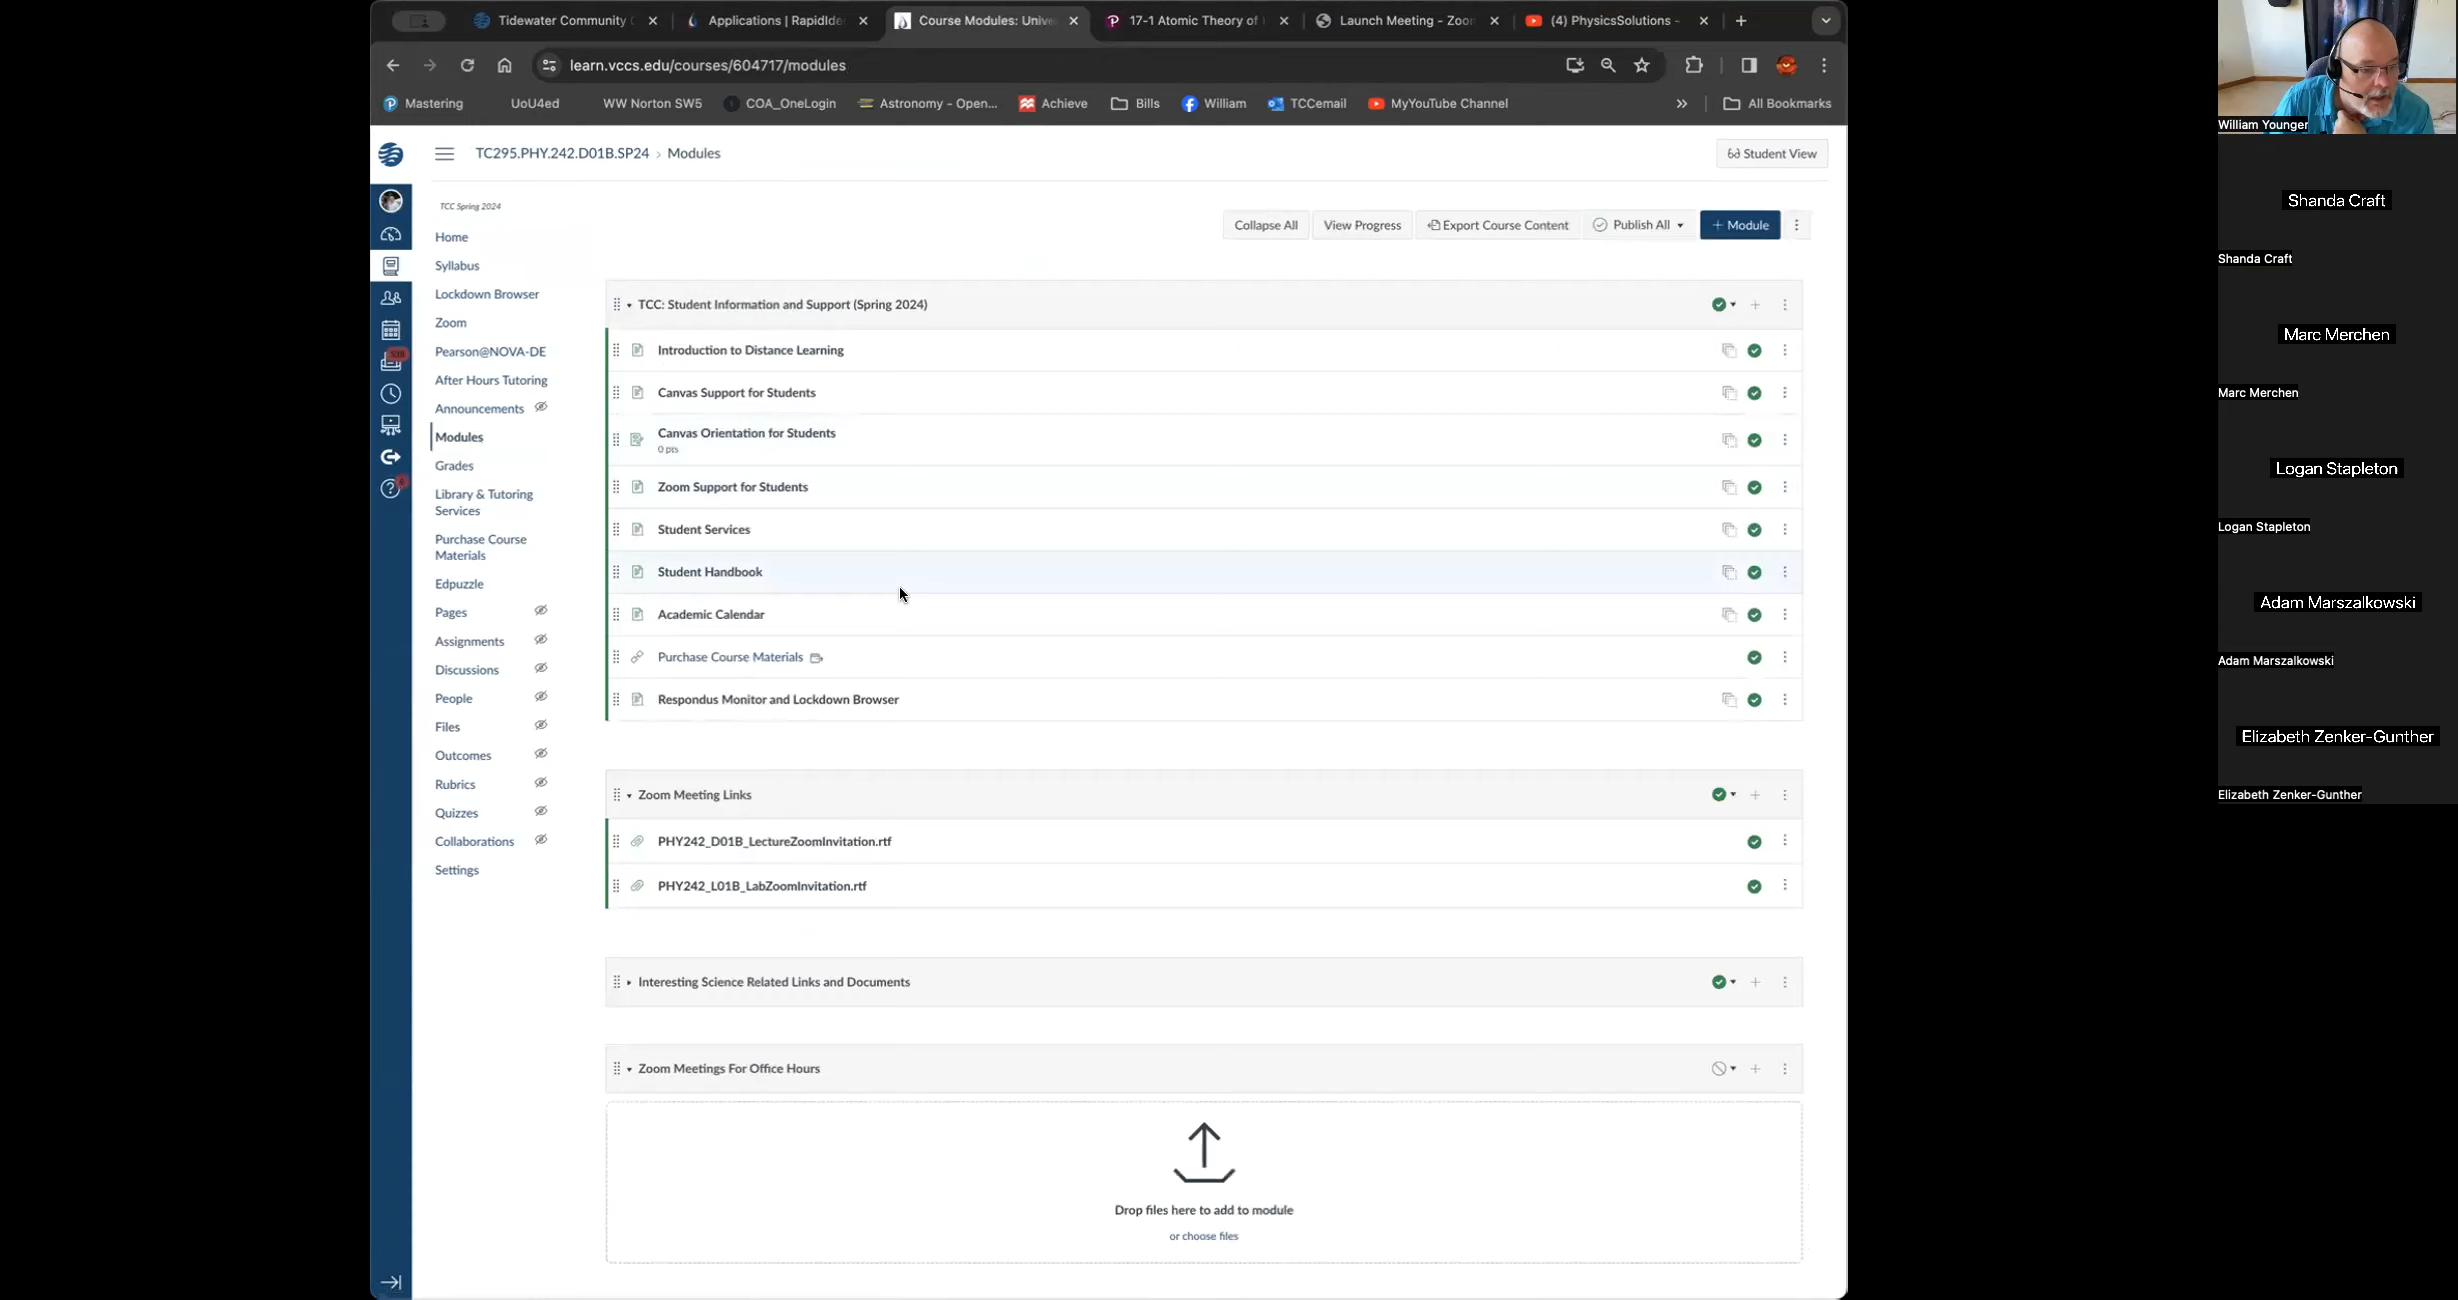 Tidewater Community
Applications | RapidIde
Course Modules: Unive
17-1 Atomic Theory of
Launch Meeting - Zoo
(4) PhysicsSolutions -
learn.vccs.edu/courses/604717/modules
Mastering
UoU4ed
WW Norton SW5
COA_OneLogin
Astronomy - Open...
Achieve
Bills
William
TCCemail
MyYouTube Channel
All Bookmarks
TC295.PHY.242.D01B.SP24 › Modules
Student View
TCC Spring 2024
Home
Syllabus
Lockdown Browser
Zoom
Pearson@NOVA-DE
After Hours Tutoring
Announcements
Modules
Grades
Library & Tutoring
Services
Purchase Course
Materials
Edpuzzle
Pages
Assignments
Discussions
People
Files
Outcomes
Rubrics
Quizzes
Collaborations
Settings
Collapse All
View Progress
Export Course Content
Publish All
+ Module
TCC: Student Information and Support (Spring 2024)
Introduction to Distance Learning
Canvas Support for Students
Canvas Orientation for Students
0 pts
Zoom Support for Students
Student Services
Student Handbook
Academic Calendar
Purchase Course Materials
Respondus Monitor and Lockdown Browser
Zoom Meeting Links
PHY242_D01B_LectureZoomInvitation.rtf
PHY242_L01B_LabZoomInvitation.rtf
Interesting Science Related Links and Documents
Zoom Meetings For Office Hours
Drop files here to add to module
or choose files
William Younger
Shanda Craft
Shanda Craft
Marc Merchen
Marc Merchen
Logan Stapleton
Logan Stapleton
Adam Marszalkowski
Adam Marszalkowski
Elizabeth Zenker-Gunther
Elizabeth Zenker-Gunther